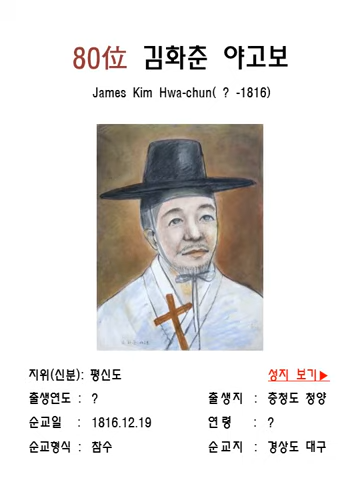 80位 김화춘 야고보
James Kim Hwa-chun( ? -1816)
지위(신분): 평신도 성지 보기▶
출생연도 : ? 출생지 : 충청도 청양
순교일 : 1816.12.19 연령 : ?
순교형식 : 참수 순교지 : 경상도 대구